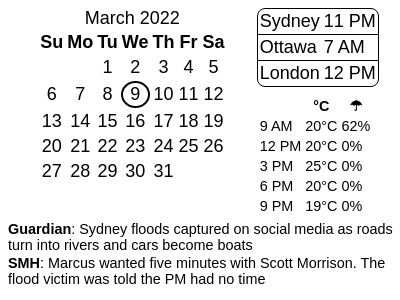 March 2022
Su Mo Tu We Th Fr Sa
1 2 3 4 5
6 7 8 9 10 11 12
13 14 15 16 17 18 19
20 21 22 23 24 25 26
27 28 29 30 31
Sydney 11 PM
Ottawa 7 AM
London 12 PM
°C ☂
9 AM 20°C 62%
12 PM 20°C 0%
3 PM 25°C 0%
6 PM 20°C 0%
9 PM 19°C 0%
Guardian: Sydney floods captured on social media as roads
turn into rivers and cars become boats
SMH: Marcus wanted five minutes with Scott Morrison. The
flood victim was told the PM had no time